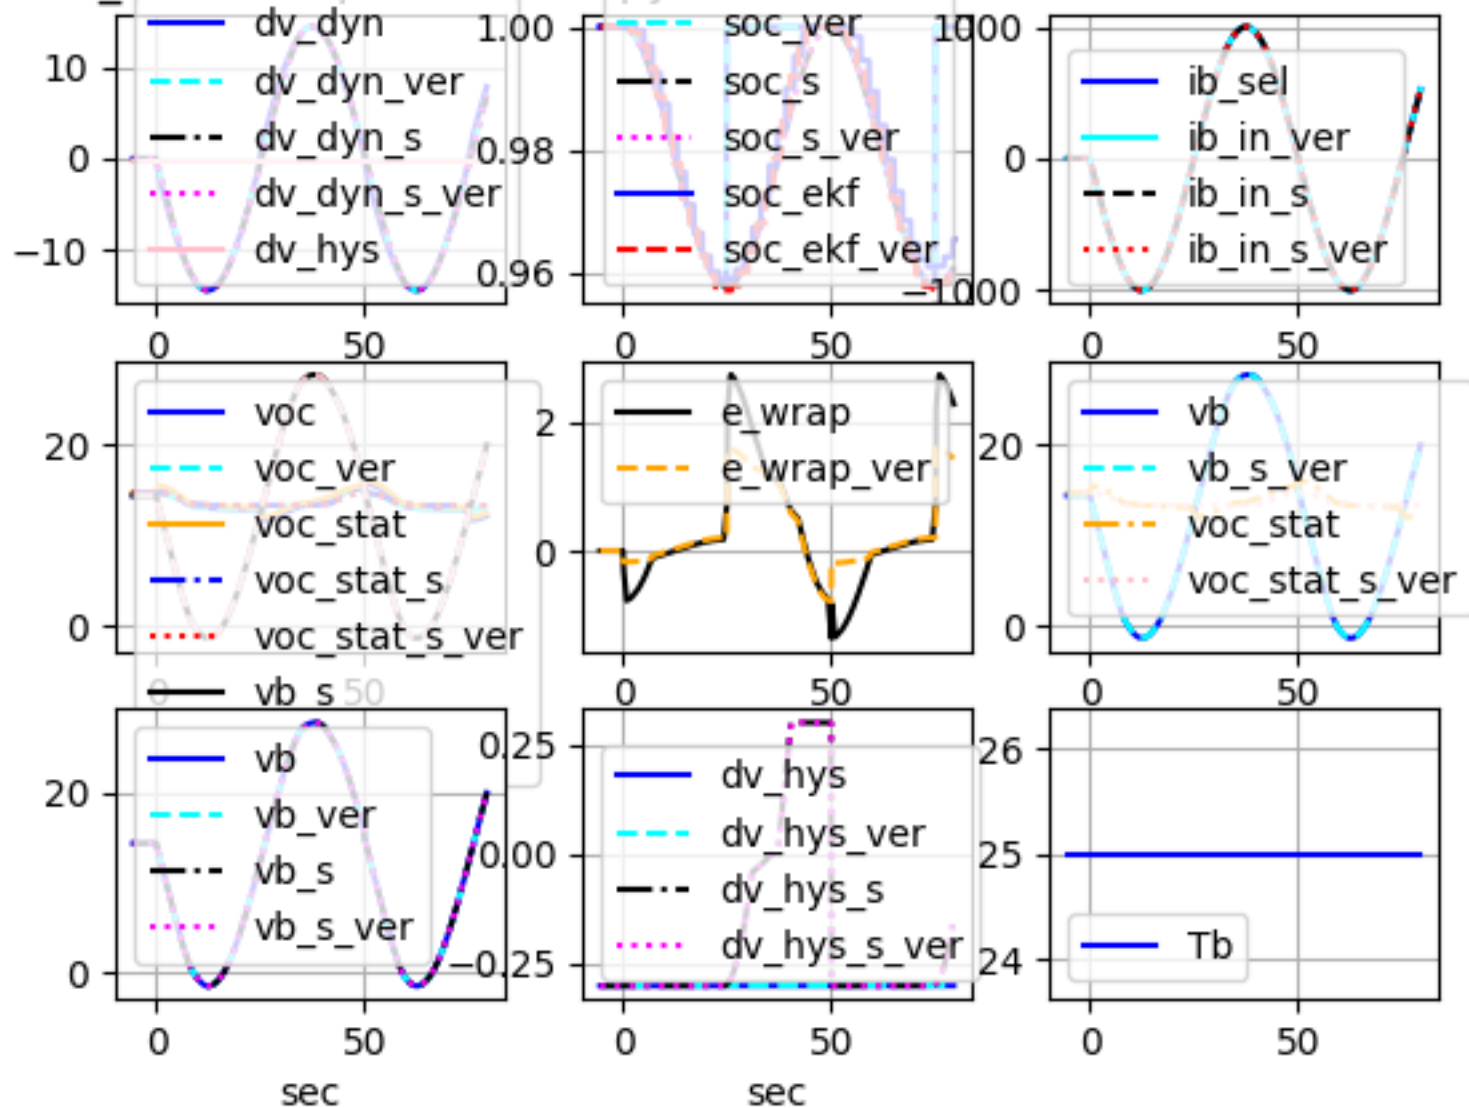 dv_dyn
dv_dyn_ver
dv_dyn_s
dv_dyn_s_ver
dv_hys
10
0
−10
0
50
soc_ver
soc_s
soc_s_ver
soc_ekf
soc_ekf_ver
1.00
0.98
0.96
0
50
ib_sel
ib_in_ver
ib_in_s
ib_in_s_ver
1000
0
−1000
0
50
voc
voc_ver
voc_stat
voc_stat_s
voc_stat_s_ver
vb_s
20
0
0
50
e_wrap
e_wrap_ver
2
0
0
50
vb
vb_s_ver
voc_stat
voc_stat_s_ver
20
0
0
50
vb
vb_ver
vb_s
vb_s_ver
20
0
0
50
sec
dv_hys
dv_hys_ver
dv_hys_s
dv_hys_s_ver
0.25
0.00
−0.25
0
50
sec
Tb
26
25
24
0
50